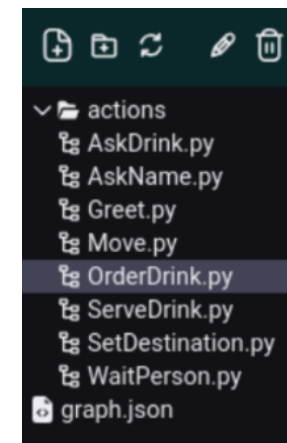 actions
AskDrink.py
AskName.py
Greet.py
Move.py
OrderDrink.py
ServeDrink.py
SetDestination.py
WaitPerson.py
graph.json